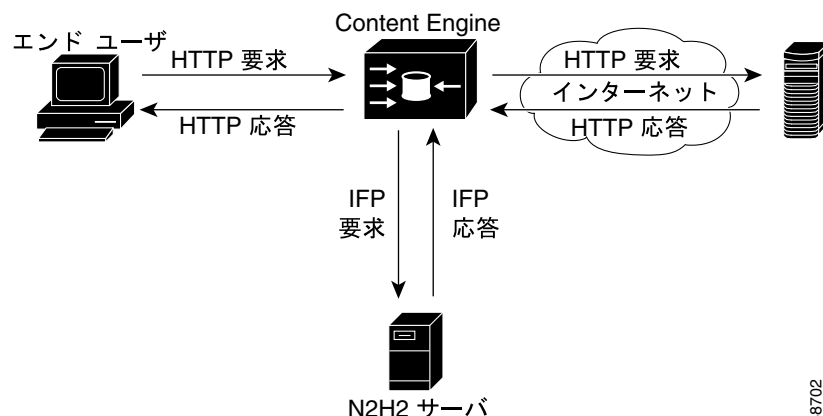 Content Engine
エンド ユーザ
HTTP 要求
HTTP 要求
インターネット
HTTP 応答
HTTP 応答
IFP
要求
IFP
応答
N2H2 サーバ
8702